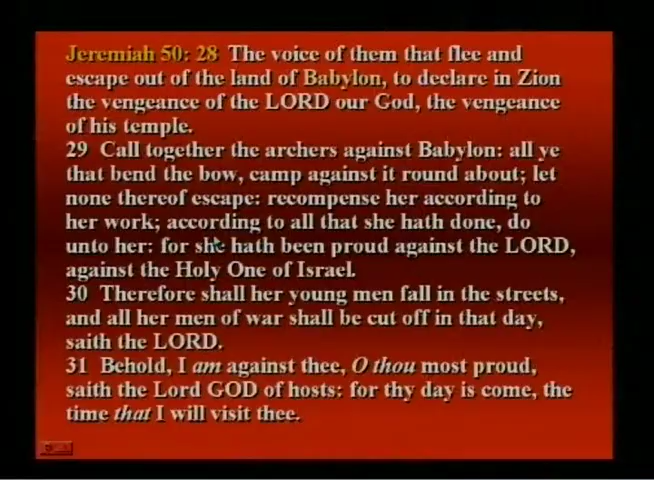 Jeremiah 50: 28 The voice of them that flee and
escape out of the land of Babylon, to declare in Zion
the vengeance of the LORD our God, the vengeance
of his temple.
29 Call together the archers against Babylon: all ye
that bend the bow, camp against it round about; let
none thereof escape: recompense her according to
her work; according to all that she hath done, do
unto her: for she hath been proud against the LORD,
against the Holy One of Israel.
30 Therefore shall her young men fall in the streets,
and all her men of war shall be cut off in that day,
saith the LORD.
31 Behold, I am against thee, O thou most proud,
saith the Lord GOD of hosts: for thy day is come, the
time that I will visit thee.